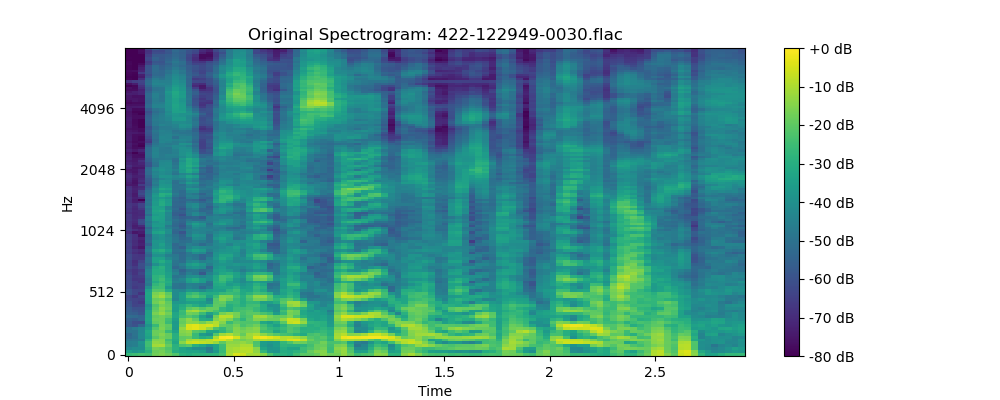 Original Spectrogram: 422-122949-0030.flac
Hz
4096
2048
1024
512
0
0
0.5
1
1.5
2
2.5
Time
+0 dB
-10 dB
-20 dB
-30 dB
-40 dB
-50 dB
-60 dB
-70 dB
-80 dB